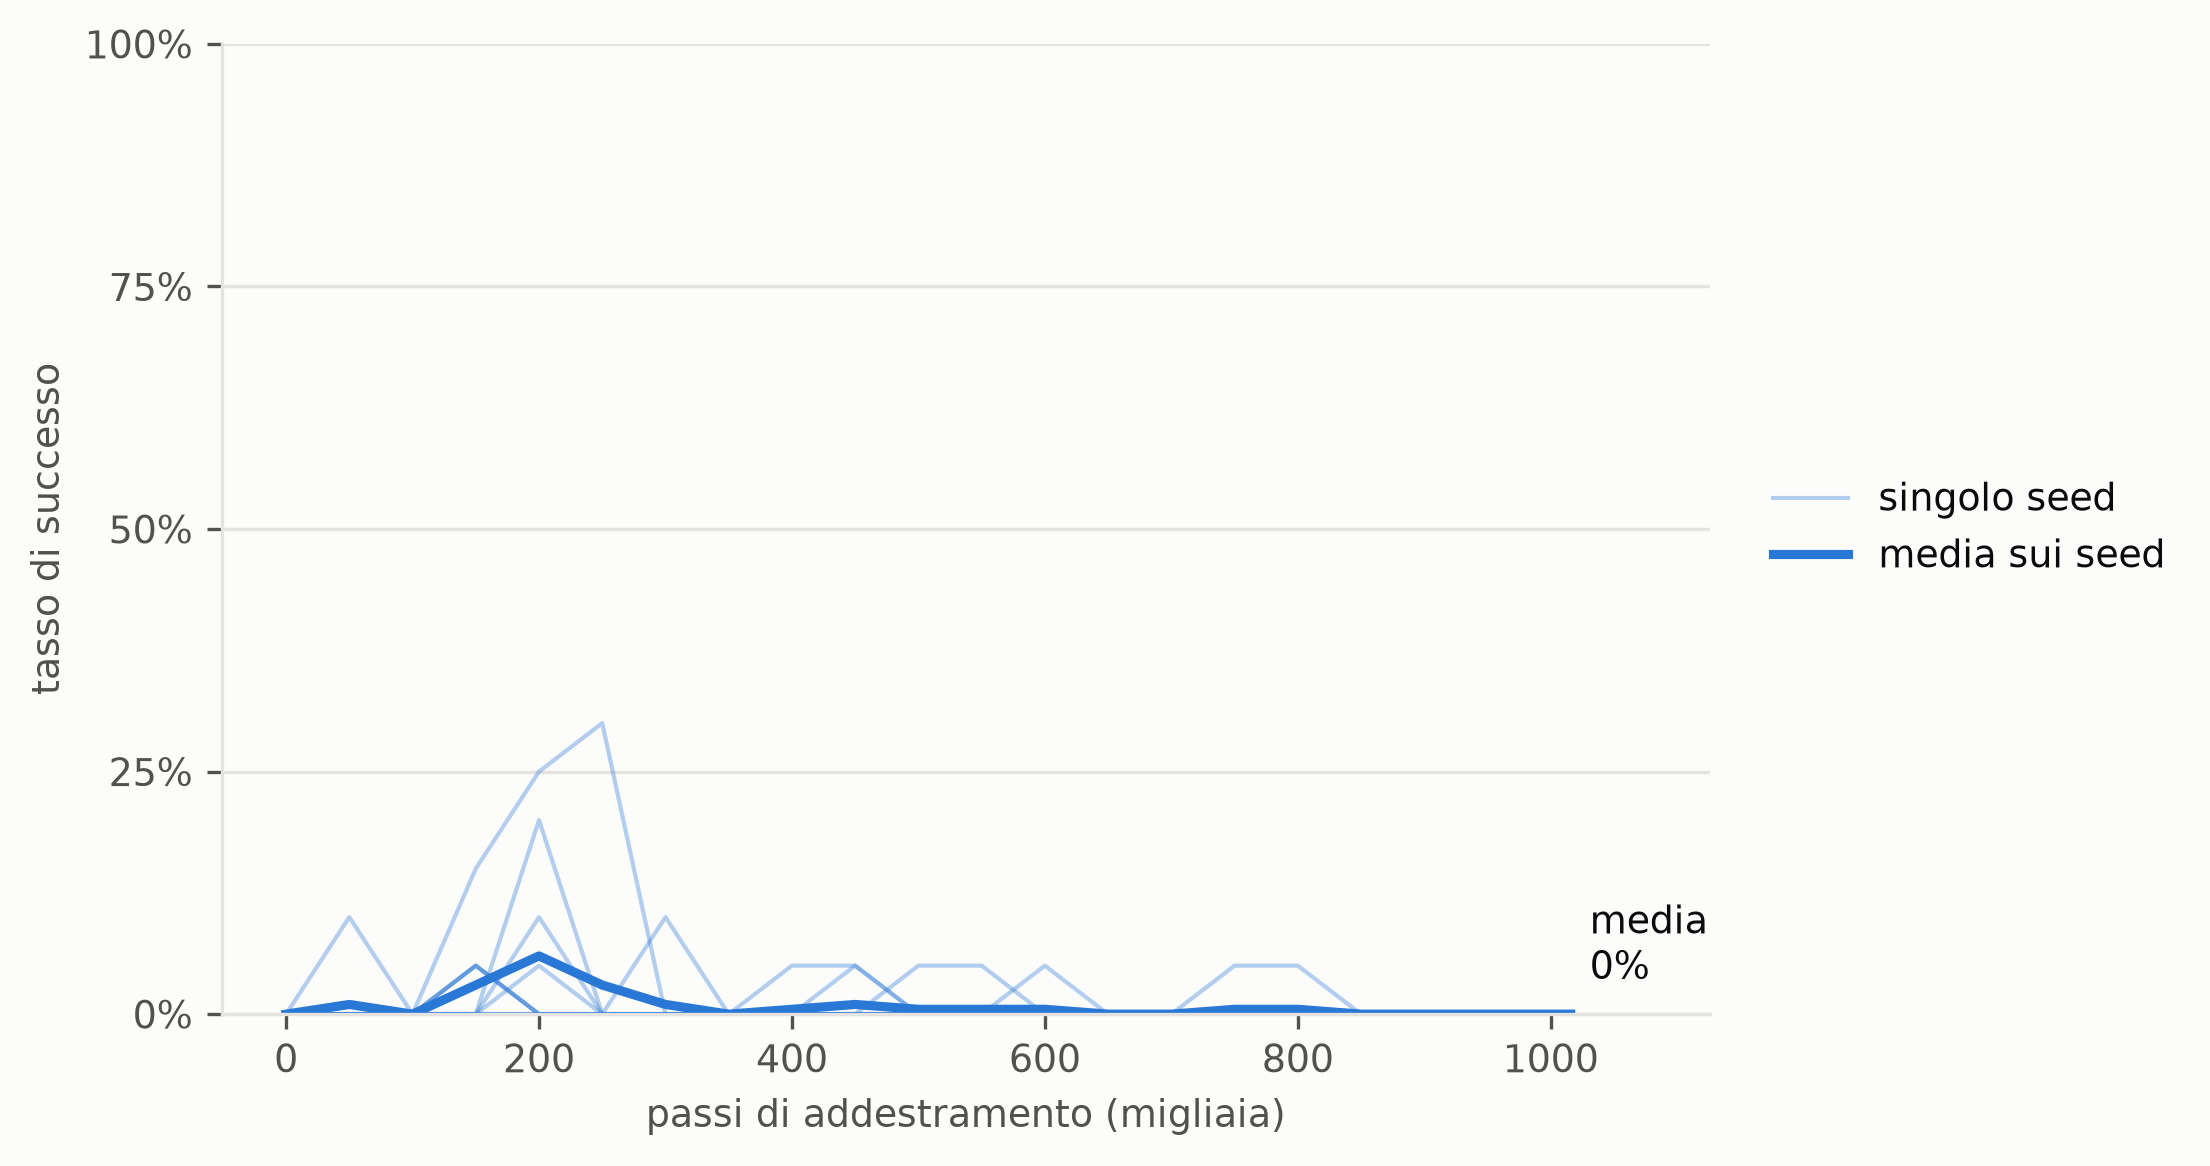 100%
75%
50%
25%
0%
tasso di successo
0
200
400
600
800
1000
passi di addestramento (migliaia)
media
0%
singolo seed
media sui seed